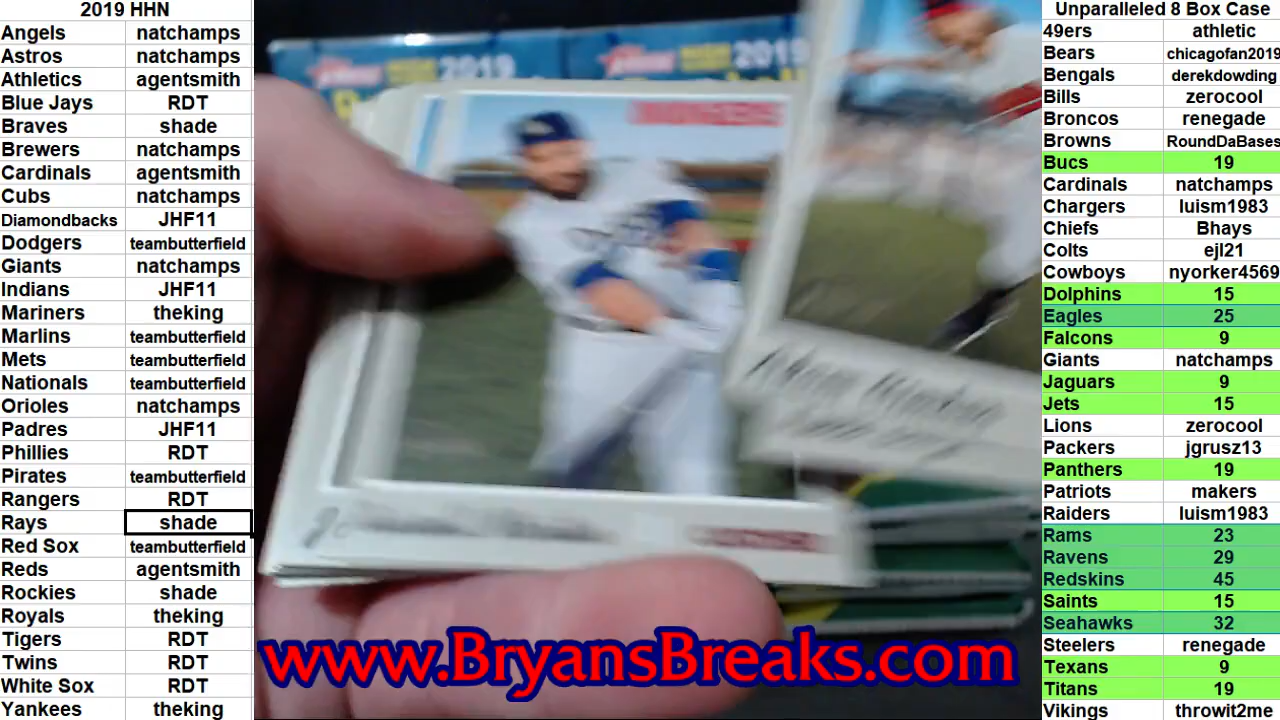 2019 HHN
Angels natchamps
Astros natchamps
Athletics agentsmith
Blue Jays RDT
Braves shade
Brewers natchamps
Cardinals agentsmith
Cubs natchamps
Diamondbacks JHF11
Dodgers teambutterfield
Giants natchamps
Indians JHF11
Mariners theking
Marlins teambutterfield
Mets teambutterfield
Nationals teambutterfield
Orioles natchamps
Padres JHF11
Phillies RDT
Pirates teambutterfield
Rangers RDT
Rays shade
Red Sox teambutterfield
Reds agentsmith
Rockies shade
Royals theking
Tigers RDT
Twins RDT
White Sox RDT
Yankees theking
2019
2019
www.BryansBreaks.com
Unparalleled 8 Box Case
49ers athletic
Bears chicagofan2019
Bengals derekdowding
Bills zerocool
Broncos renegade
Browns RoundDaBases
Bucs 19
Cardinals natchamps
Chargers luism1983
Chiefs Bhays
Colts ejl21
Cowboys nyorker4569
Dolphins 15
Eagles 25
Falcons 9
Giants natchamps
Jaguars 9
Jets 15
Lions zerocool
Packers jgrusz13
Panthers 19
Patriots makers
Raiders luism1983
Rams 23
Ravens 29
Redskins 45
Saints 15
Seahawks 32
Steelers renegade
Texans 9
Titans 19
Vikings throwit2me